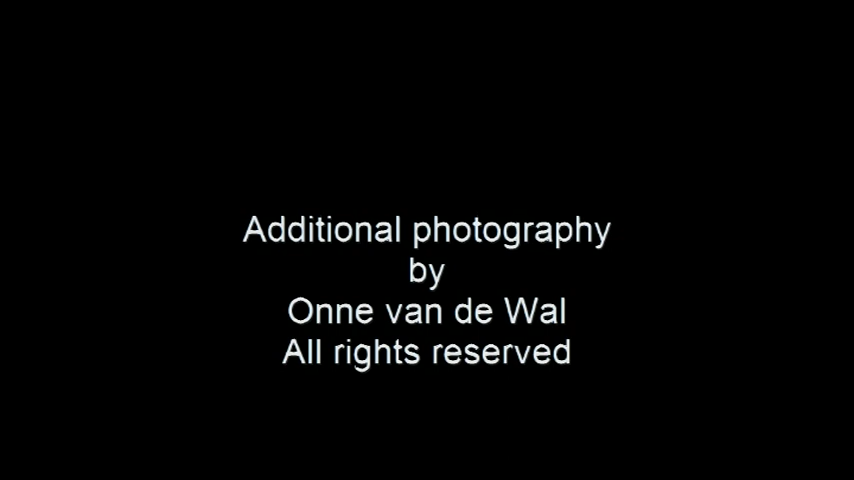 Additional photography
by
Onne van de Wal
All rights reserved